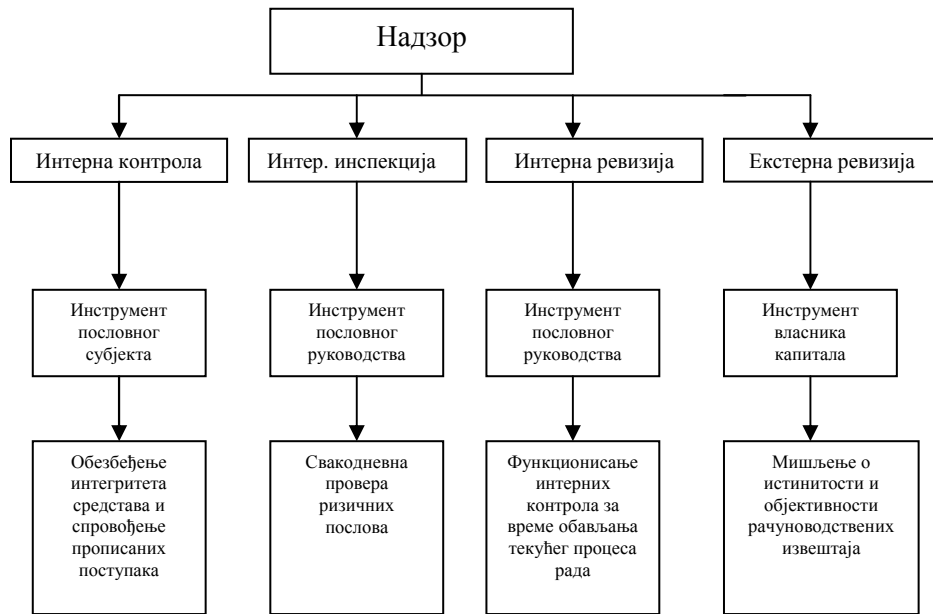 Надзор
Интерна контрола
Интер. инспекција
Интерна ревизија
Екстерна ревизија
Инструмент
пословног
субјекта
Инструмент
пословног
руководства
Инструмент
пословног
руководства
Инструмент
власника
капитала
Обезбеђење
интегритета
средстава и
спровођење
прописаних
поступака
Свакодневна
провера
ризичних
послова
Функционисање
интерних
контрола за
време обављања
текућег процеса
рада
Мишљење о
истинитости и
објективности
рачуноводствених
извештаја